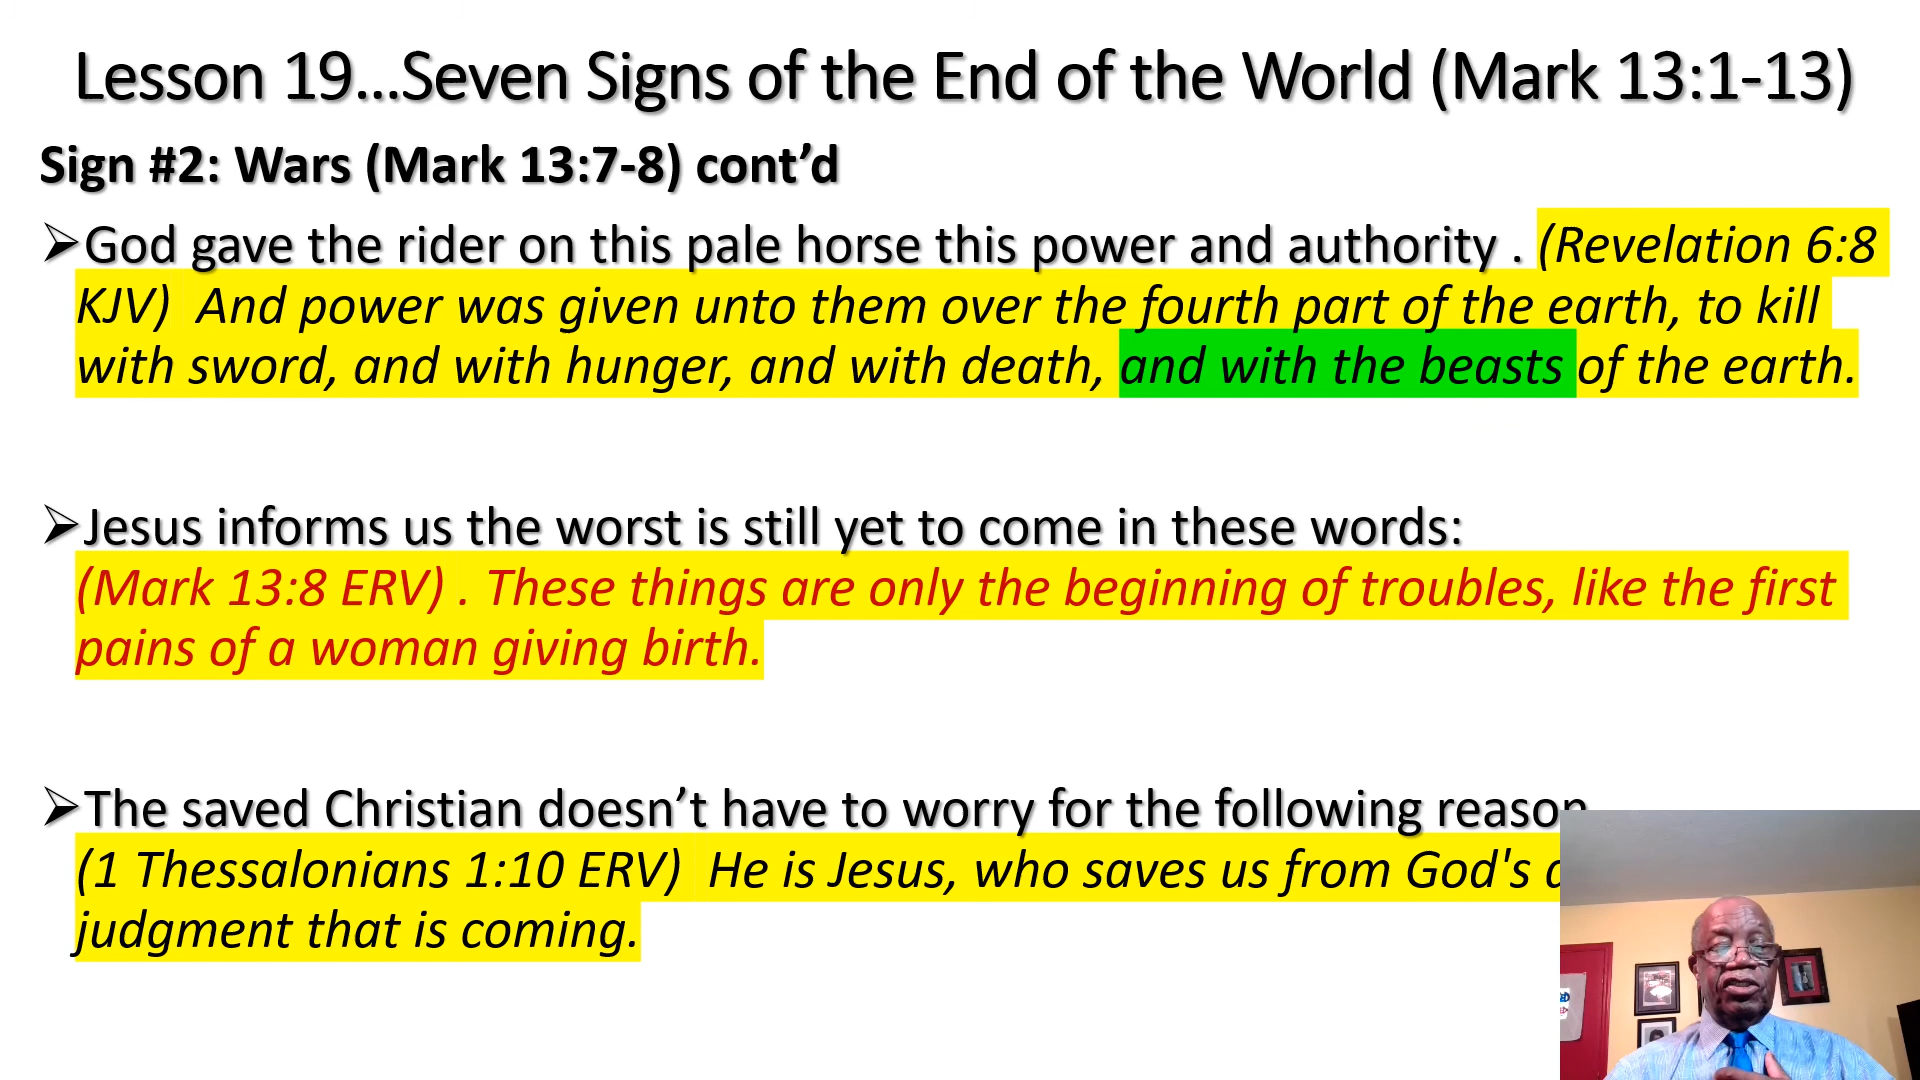 Lesson 19...Seven Signs of the End of the World (Mark 13:1-13)
Sign #2: Wars (Mark 13:7-8) cont’d
➢God gave the rider on this pale horse this power and authority . (Revelation 6:8
KJV) And power was given unto them over the fourth part of the earth, to kill
with sword, and with hunger, and with death, and with the beasts of the earth.
➢Jesus informs us the worst is still yet to come in these words:
(Mark 13:8 ERV) . These things are only the beginning of troubles, like the first
pains of a woman giving birth.
➢The saved Christian doesn’t have to worry for the following reason
(1 Thessalonians 1:10 ERV) He is Jesus, who saves us from God's
judgment that is coming.